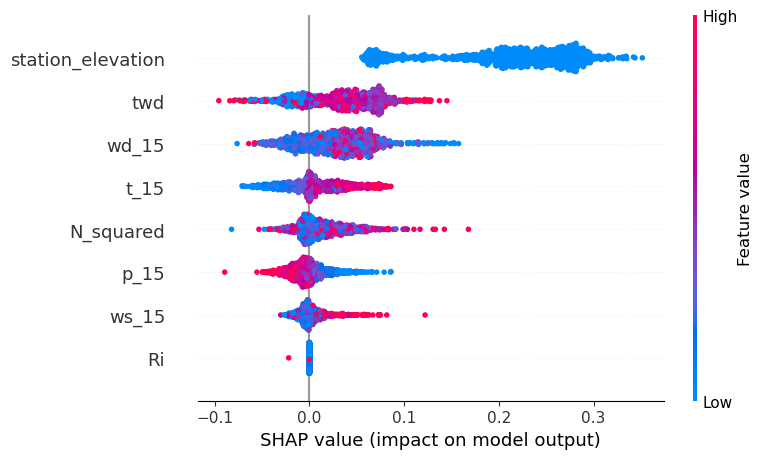 High
station_elevation
twd
wd_15
t_15
N_squared
p_15
ws_15
Ri
Feature value
Low
−0.1 0.0 0.1 0.2 0.3
SHAP value (impact on model output)